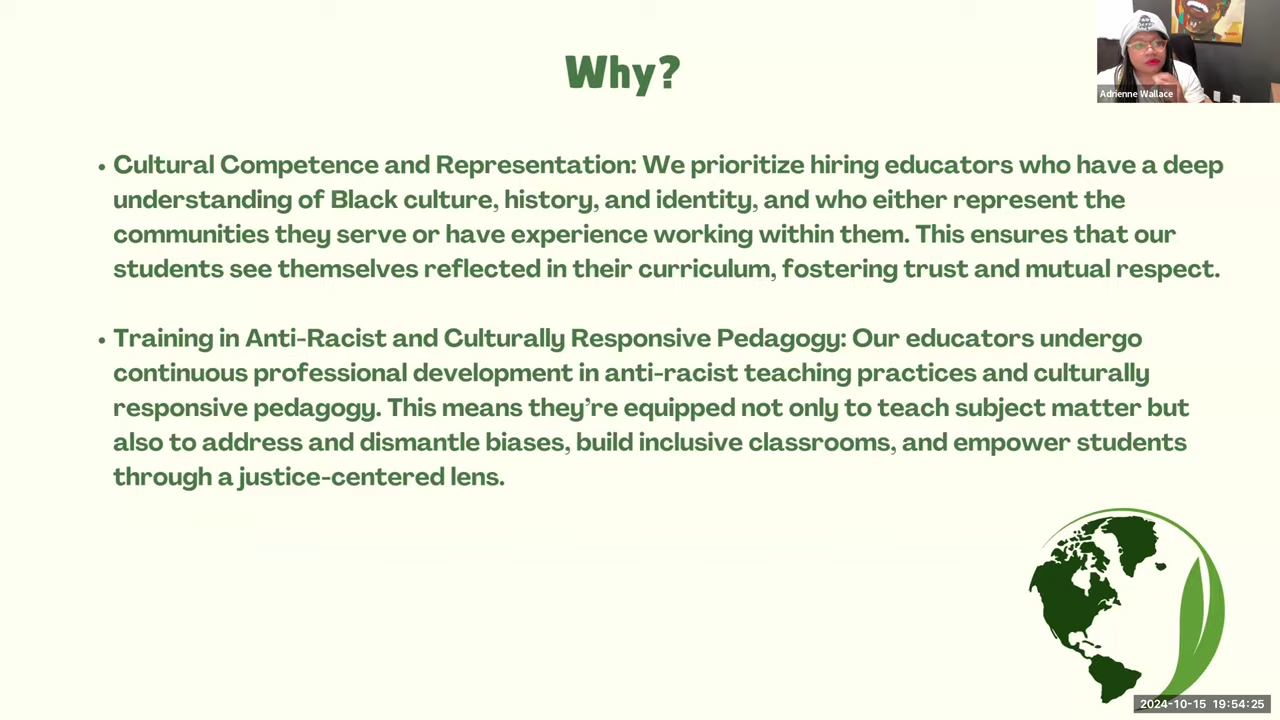 Why?
Adrienne Wallace
• Cultural Competence and Representation: We prioritize hiring educators who have a deep
understanding of Black culture, history, and identity, and who either represent the
communities they serve or have experience working within them. This ensures that our
students see themselves reflected in their curriculum, fostering trust and mutual respect.
• Training in Anti-Racist and Culturally Responsive Pedagogy: Our educators undergo
continuous professional development in anti-racist teaching practices and culturally
responsive pedagogy. This means they’re equipped not only to teach subject matter but
also to address and dismantle biases, build inclusive classrooms, and empower students
through a justice-centered lens.
2024-10-15 19:54:25